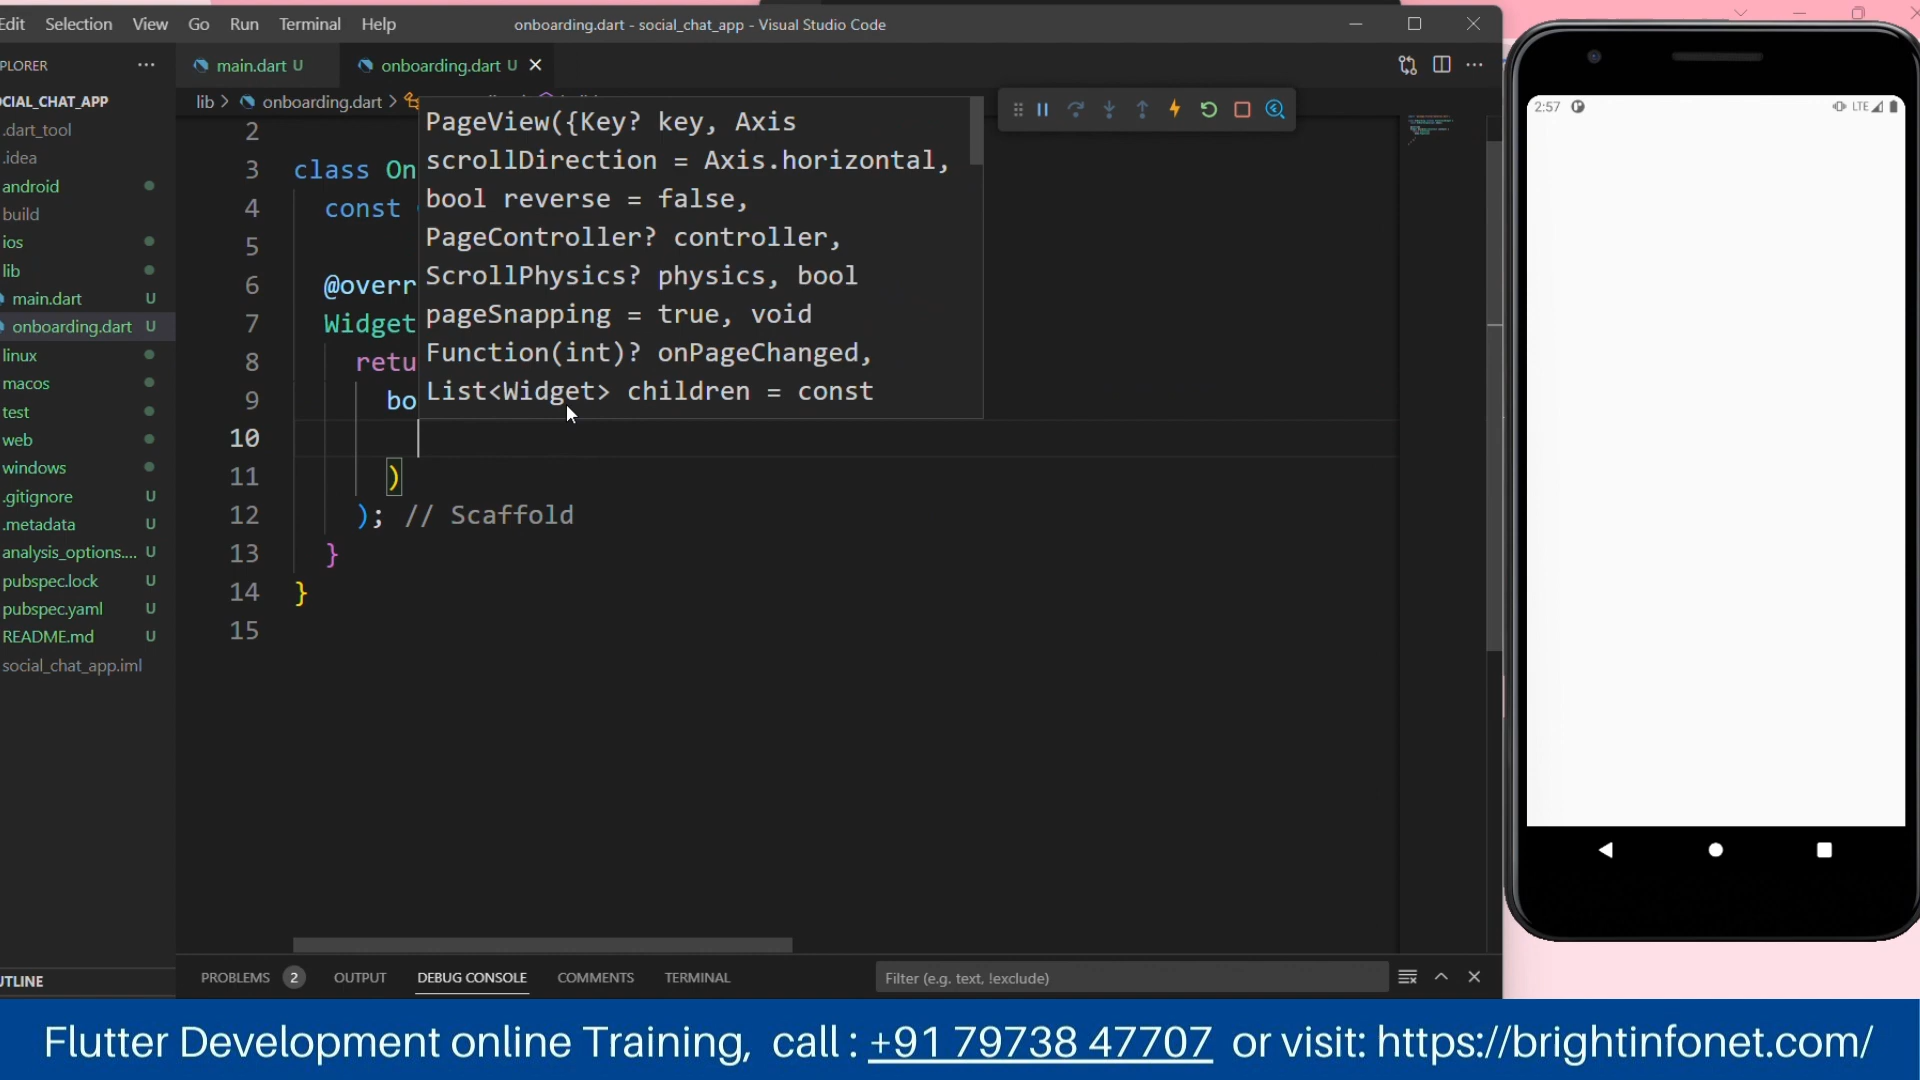 Edit Selection View Go Run Terminal Help
onboarding.dart - social_chat_app - Visual Studio Code
PLORER
main.dart U
onboarding.dart U
CIAL_CHAT_APP
.dart_tool
.idea
android
build
ios
lib
main.dart U
onboarding.dart U
linux
macos
test
web
windows
.gitignore U
.metadata U
analysis_options.... U
pubspec.lock U
pubspec.yaml U
README.md U
social_chat_app.iml
UTLINE
lib > onboarding.dart >
PageView({Key? key, Axis
scrollDirection = Axis.horizontal,
bool reverse = false,
PageController? controller,
ScrollPhysics? physics, bool
pageSnapping = true, void
Function(int)? onPageChanged,
List<Widget> children = const
2
3 class On
4 const
5
6 @overr
7 Widget
8 retu
9 bo
10
11 )
12 ); // Scaffold
13 }
14 }
15
PROBLEMS 2 OUTPUT DEBUG CONSOLE COMMENTS TERMINAL
Filter (e.g. text, !exclude)
2:57
LTE
Flutter Development online Training, call : +91 79738 47707 or visit: https://brightinfonet.com/